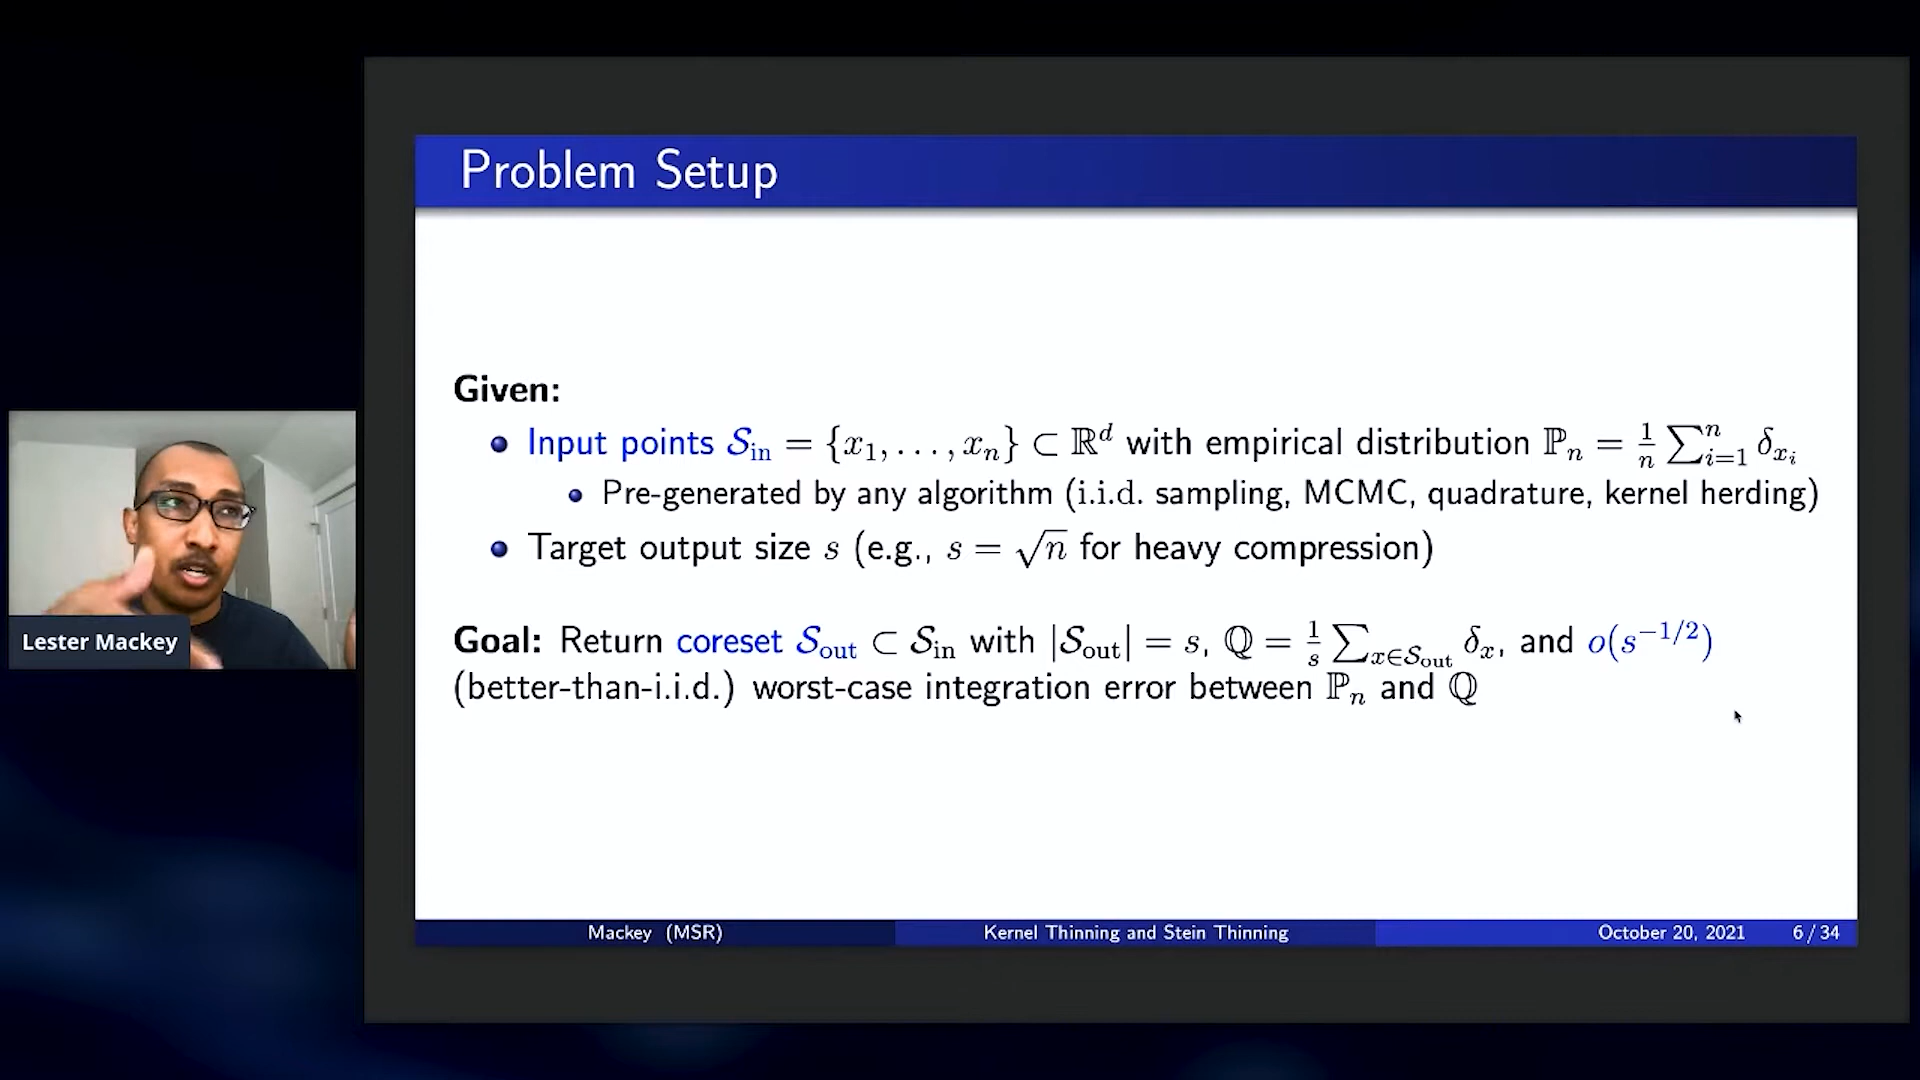 Problem Setup
Given:
Input points 𝒮_in = {x_1, . . . , x_n} ⊂ ℝ^d with empirical distribution ℙ_n = 1/n ∑_{i=1}^n δ_{x_i}
Pre-generated by any algorithm (i.i.d. sampling, MCMC, quadrature, kernel herding)
Target output size s (e.g., s = √n for heavy compression)
Goal: Return coreset 𝒮_out ⊂ 𝒮_in with |𝒮_out| = s, ℚ = 1/s ∑_{x∈𝒮_out} δ_x, and o(s^{-1/2})
(better-than-i.i.d.) worst-case integration error between ℙ_n and ℚ
Lester Mackey
Mackey (MSR) Kernel Thinning and Stein Thinning October 20, 2021 6 / 34